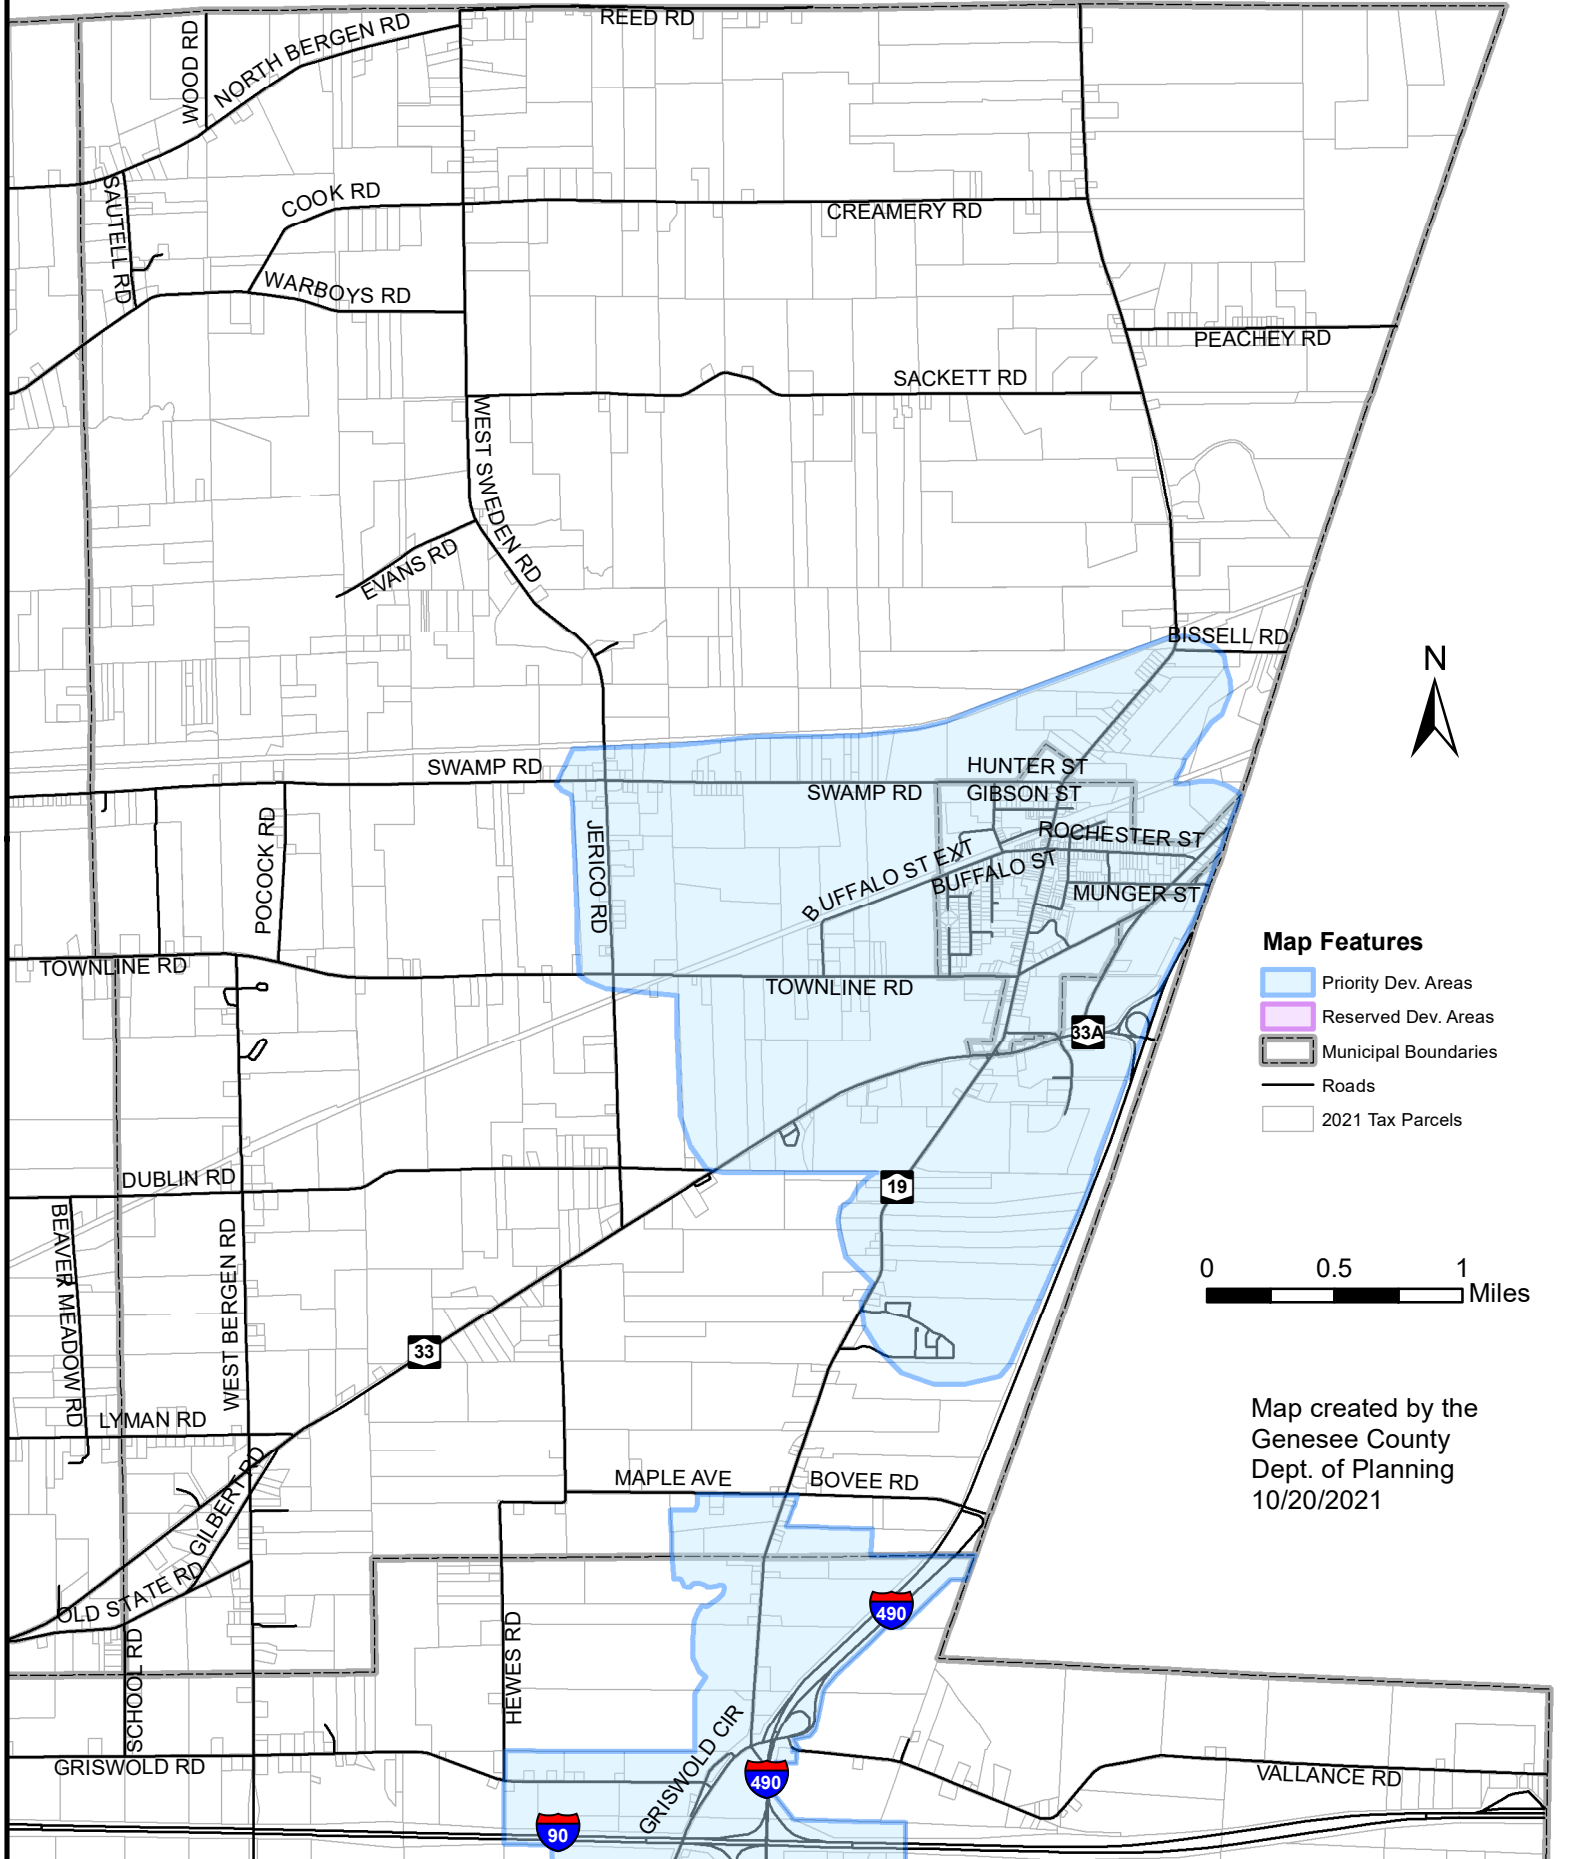 REED RD
WOOD RD
NORTH BERGEN RD
SAUTELL RD
COOK RD
CREAMERY RD
WARBOYS RD
PEACHEY RD
SACKETT RD
WEST SWEDEN RD
EVANS RD
BISSELL RD
N
SWAMP RD
HUNTER ST
SWAMP RD
GIBSON ST
POCOCK RD
JERICO RD
ROCHESTER ST
BUFFALO ST EXT
BUFFALO ST
MUNGER ST
TOWNLINE RD
TOWNLINE RD
33A
Map Features
Priority Dev. Areas
Reserved Dev. Areas
Municipal Boundaries
Roads
2021 Tax Parcels
DUBLIN RD
19
BEAVER MEADOW RD
WEST BERGEN RD
0 0.5 1
Miles
33
LYMAN RD
Map created by the
Genesee County
Dept. of Planning
10/20/2021
MAPLE AVE
BOVEE RD
GILBERT RD
OLD STATE RD
490
SCHOOL RD
HEWES RD
GRISWOLD CIR
GRISWOLD RD
490
VALLANCE RD
90